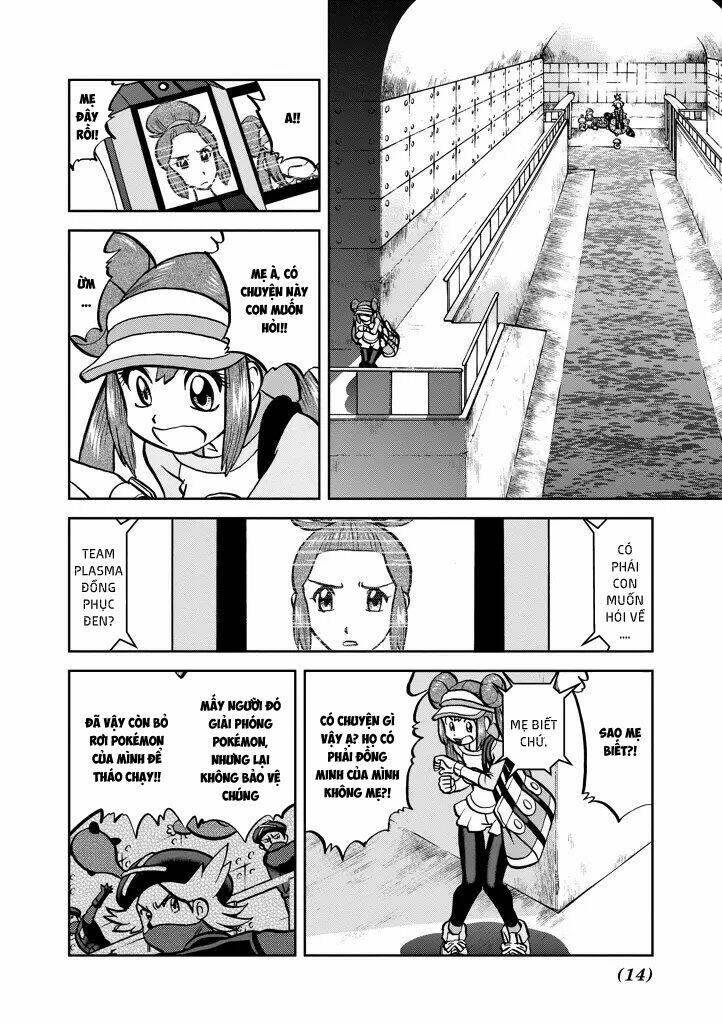 A!!
MẸ
ĐÂY
RỒI!
MẸ À, CÓ
CHUYỆN NÀY
CON MUỐN
HỎI!!
ỪM
...
CÓ
PHẢI
CON
MUỐN
HỎI VỀ
....
TEAM
PLASMA
ĐỒNG
PHỤC
ĐEN?
SAO MẸ
BIẾT?!
MẸ BIẾT
CHỨ.
CÓ CHUYỆN GÌ
VẬY Ạ? HỌ CÓ
PHẢI ĐỒNG
MINH CỦA MÌNH
KHÔNG MẸ?!
MẤY NGƯỜI ĐÓ
GIẢI PHÓNG
POKÉMON,
NHƯNG LẠI
KHÔNG BẢO VỆ
CHÚNG
ĐÃ VẬY CÒN BỎ
RƠI POKÉMON
CỦA MÌNH ĐỂ
THÁO CHẠY!!
(14)